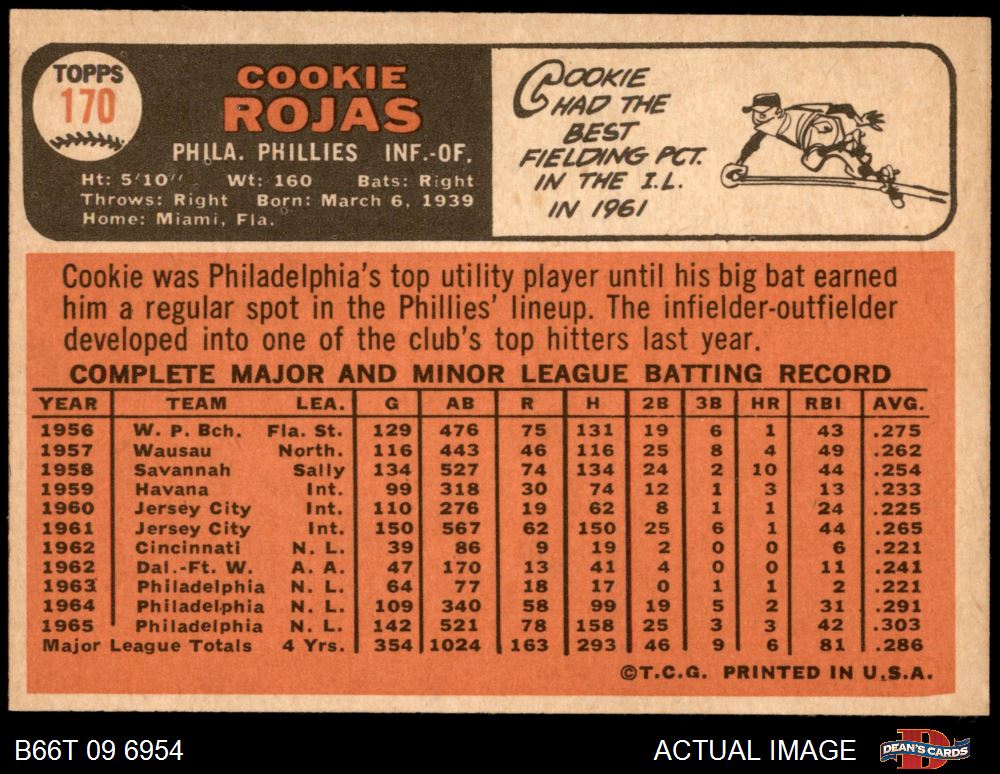 TOPPS
170
COOKIE
ROJAS
PHILA. PHILLIES INF.-OF.
Ht: 5'10" Wt: 160 Bats: Right
Throws: Right Born: March 6, 1939
Home: Miami, Fla.
COOKIE
HAD THE
BEST
FIELDING PCT.
IN THE I.L.
IN 1961
Cookie was Philadelphia's top utility player until his big bat earned
him a regular spot in the Phillies' lineup. The infielder-outfielder
developed into one of the club's top hitters last year.
COMPLETE MAJOR AND MINOR LEAGUE BATTING RECORD
YEAR TEAM LEA. G AB R H 2B 3B HR RBI AVG.
1956 W. P. Bch. Fla. St. 129 476 75 131 19 6 1 43 .275
1957 Wausau North. 116 443 46 116 25 8 4 49 .262
1958 Savannah Sally 134 527 74 134 24 2 10 44 .254
1959 Havana Int. 99 318 30 74 12 1 3 13 .233
1960 Jersey City Int. 110 276 19 62 8 1 1 24 .225
1961 Jersey City Int. 150 567 62 150 25 6 1 44 .265
1962 Cincinnati N. L. 39 86 9 19 2 0 0 6 .221
1962 Dal.-Ft. W. A. A. 47 170 13 41 4 0 0 11 .241
1963 Philadelphia N. L. 64 77 18 17 0 1 1 2 .221
1964 Philadelphia N. L. 109 340 58 99 19 5 2 31 .291
1965 Philadelphia N. L. 142 521 78 158 25 3 3 42 .303
Major League Totals 4 Yrs. 354 1024 163 293 46 9 6 81 .286
©T.C.G. PRINTED IN U.S.A.
B66T 09 6954 ACTUAL IMAGE DEAN'S CARDS